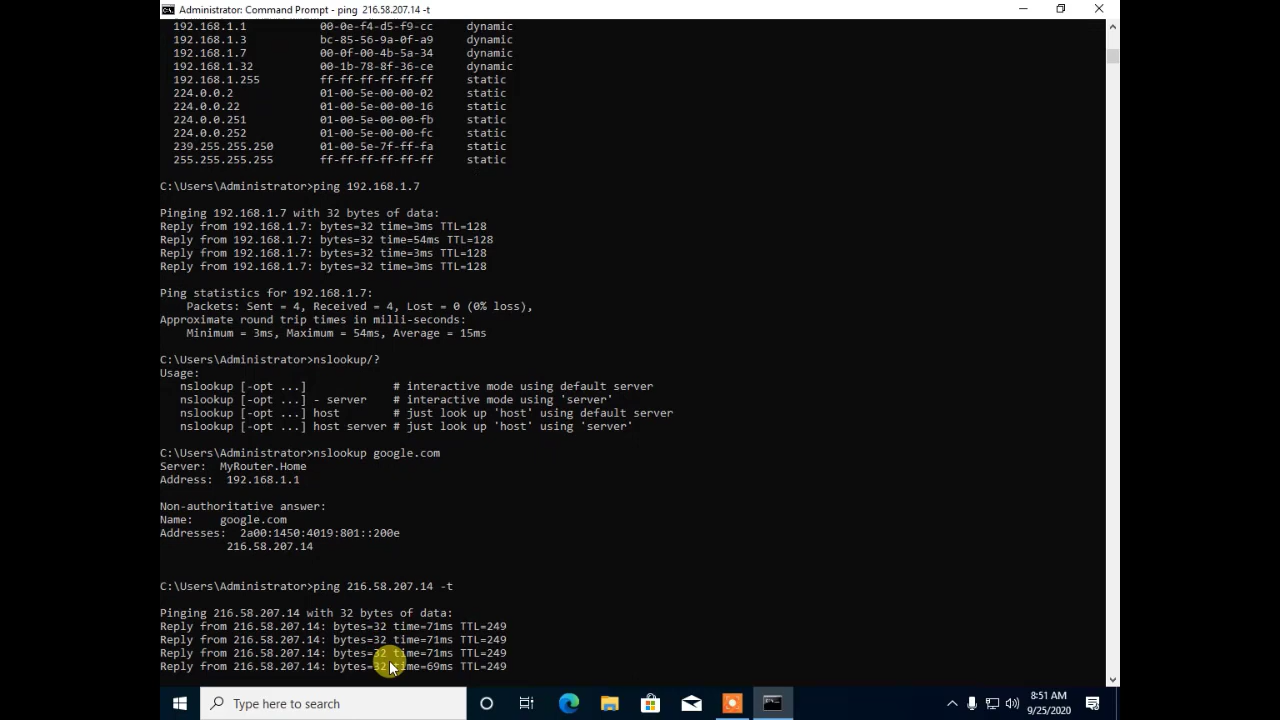 Administrator: Command Prompt - ping  216.58.207.14 -t
192.168.1.1           00-0e-f4-d5-f9-cc     dynamic
192.168.1.3           bc-85-56-9a-0f-a9     dynamic
192.168.1.7           00-0f-00-4b-5a-34     dynamic
192.168.1.32          00-1b-78-8f-36-ce     dynamic
192.168.1.255         ff-ff-ff-ff-ff-ff     static
224.0.0.2             01-00-5e-00-00-02     static
224.0.0.22            01-00-5e-00-00-16     static
224.0.0.251           01-00-5e-00-00-fb     static
224.0.0.252           01-00-5e-00-00-fc     static
239.255.255.250       01-00-5e-7f-ff-fa     static
255.255.255.255       ff-ff-ff-ff-ff-ff     static
C:\Users\Administrator>ping 192.168.1.7
Pinging 192.168.1.7 with 32 bytes of data:
Reply from 192.168.1.7: bytes=32 time=3ms TTL=128
Reply from 192.168.1.7: bytes=32 time=54ms TTL=128
Reply from 192.168.1.7: bytes=32 time=3ms TTL=128
Reply from 192.168.1.7: bytes=32 time=3ms TTL=128
Ping statistics for 192.168.1.7:
Packets: Sent = 4, Received = 4, Lost = 0 (0% loss),
Approximate round trip times in milli-seconds:
Minimum = 3ms, Maximum = 54ms, Average = 15ms
C:\Users\Administrator>nslookup/?
Usage:
nslookup [-opt ...]             # interactive mode using default server
nslookup [-opt ...] - server    # interactive mode using 'server'
nslookup [-opt ...] host        # just look up 'host' using default server
nslookup [-opt ...] host server # just look up 'host' using 'server'
C:\Users\Administrator>nslookup google.com
Server:  MyRouter.Home
Address:  192.168.1.1
Non-authoritative answer:
Name:    google.com
Addresses:  2a00:1450:4019:801::200e
216.58.207.14
C:\Users\Administrator>ping 216.58.207.14 -t
Pinging 216.58.207.14 with 32 bytes of data:
Reply from 216.58.207.14: bytes=32 time=71ms TTL=249
Reply from 216.58.207.14: bytes=32 time=71ms TTL=249
Reply from 216.58.207.14: bytes=32 time=71ms TTL=249
Reply from 216.58.207.14: bytes=32 time=69ms TTL=249
Type here to search
8:51 AM
9/25/2020